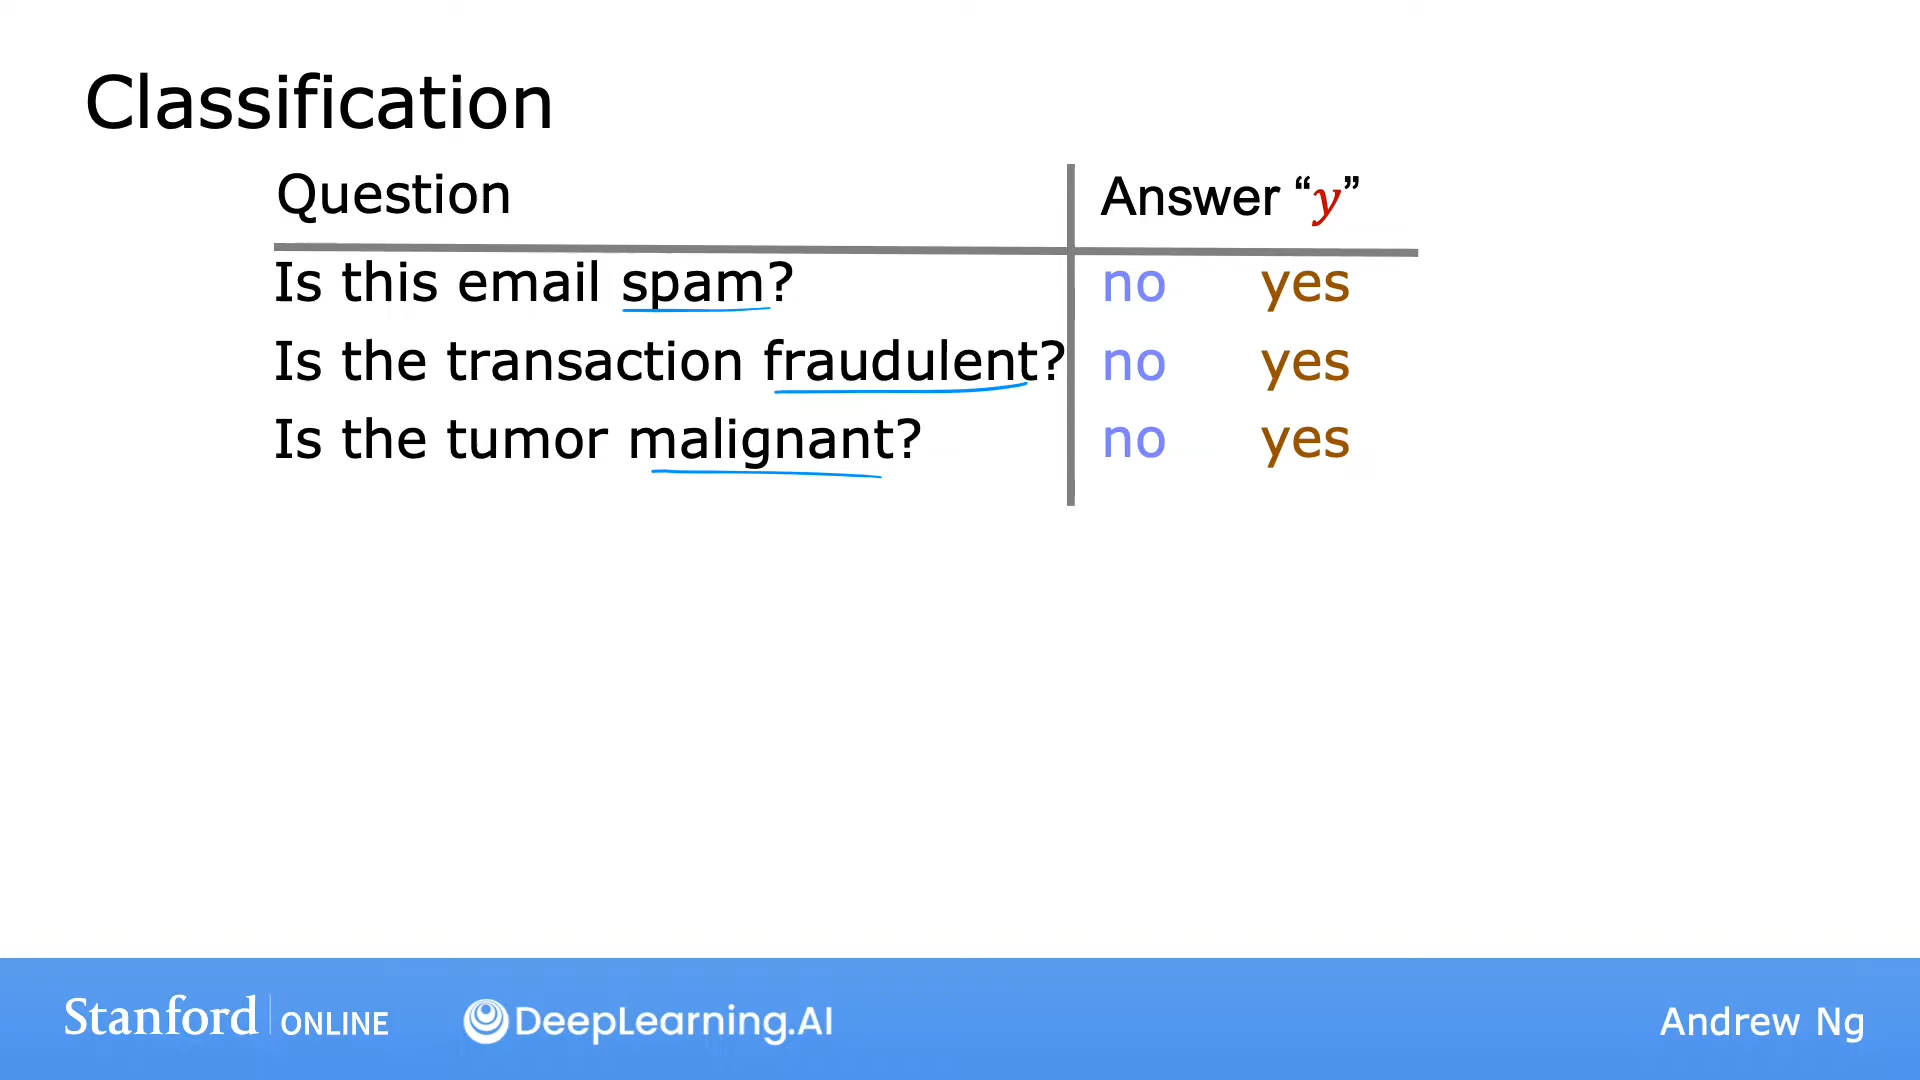 Classification
Question Answer “y”
Is this email spam? no yes
Is the transaction fraudulent? no yes
Is the tumor malignant? no yes
Stanford ONLINE DeepLearning.AI Andrew Ng